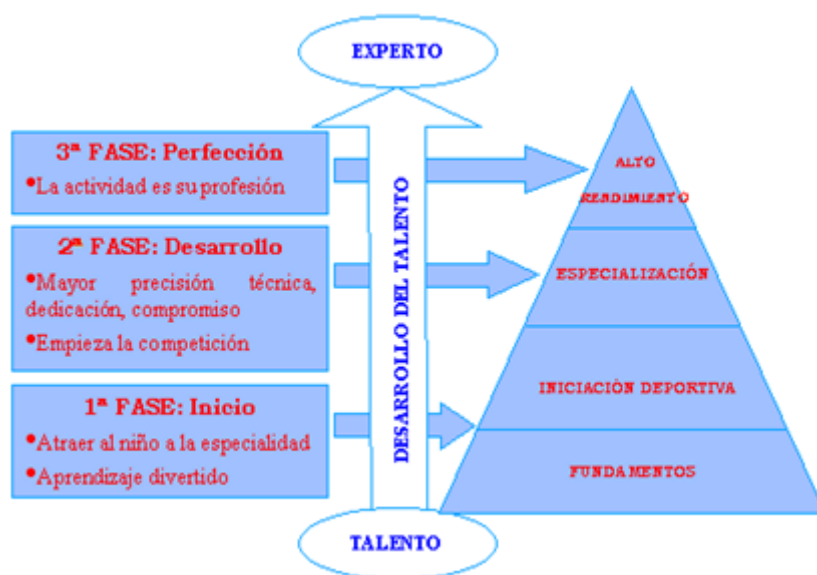 EXPERTO
3ª FASE: Perfección
•La actividad es su profesión
2ª FASE: Desarrollo
•Mayor precisión técnica,
dedicación, compromiso
•Empieza la competición
1ª FASE: Inicio
•Atraer al niño a la especialidad
•Aprendizaje divertido
DESARROLLO DEL TALENTO
TALENTO
ALTO
RENDIMIENTO
ESPECIALIZACIÓN
INICIACIÓN DEPORTIVA
FUNDAMENTOS